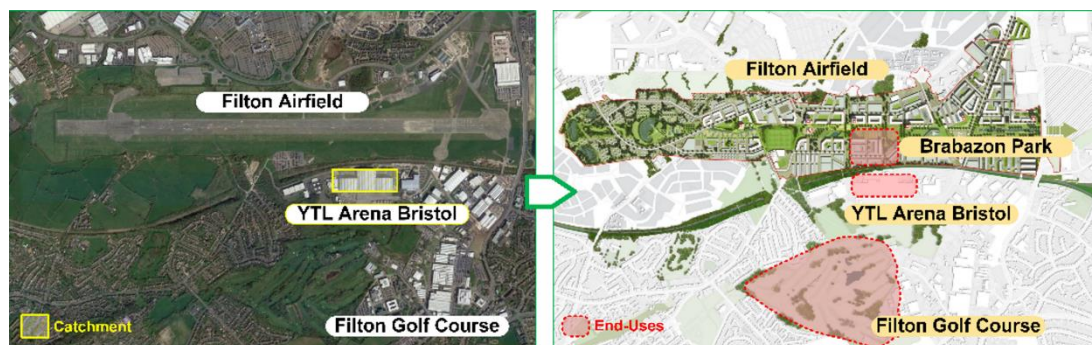 Filton Airfield
YTL Arena Bristol
Filton Golf Course
Catchment
Filton Airfield
Brabazon Park
YTL Arena Bristol
Filton Golf Course
End-Uses